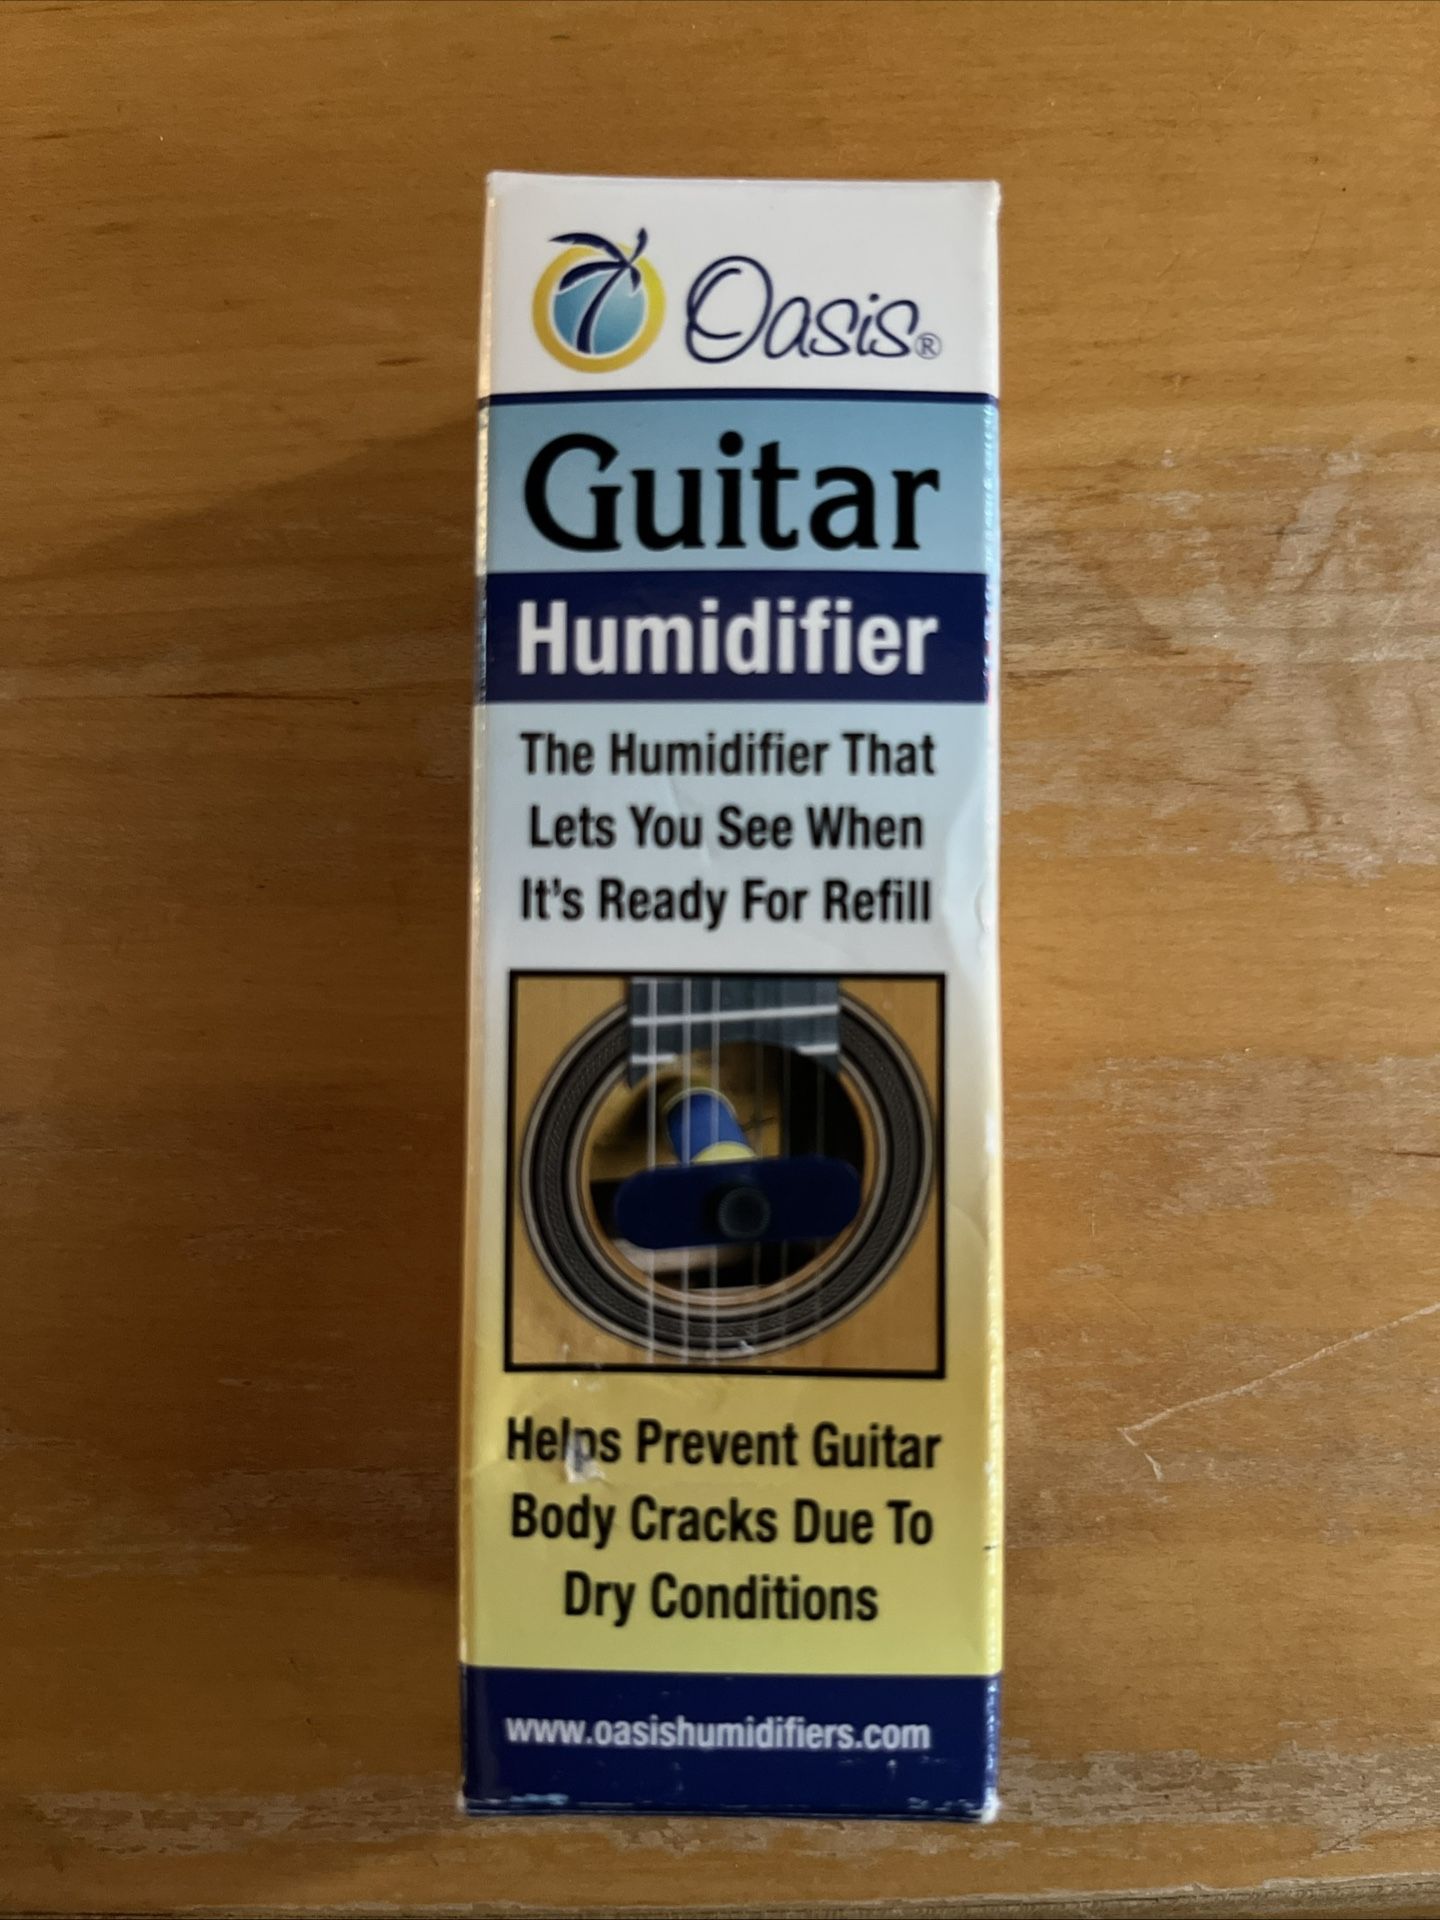 Oasis®
Guitar
Humidifier
The Humidifier That
Lets You See When
It's Ready For Refill
Helps Prevent Guitar
Body Cracks Due To
Dry Conditions
www.oasishumidifiers.com